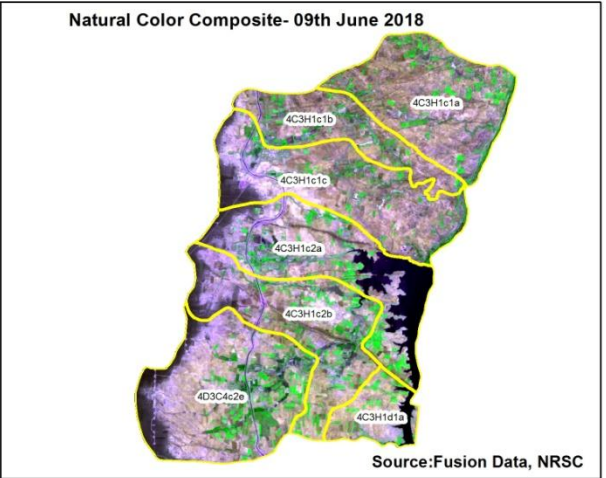 Natural Color Composite- 09th June 2018
4C3H1c1a
4C3H1c1b
4C3H1c1c
4C3H1c2a
4C3H1c2b
4D3C4c2e
4C3H1d1a
Source:Fusion Data, NRSC